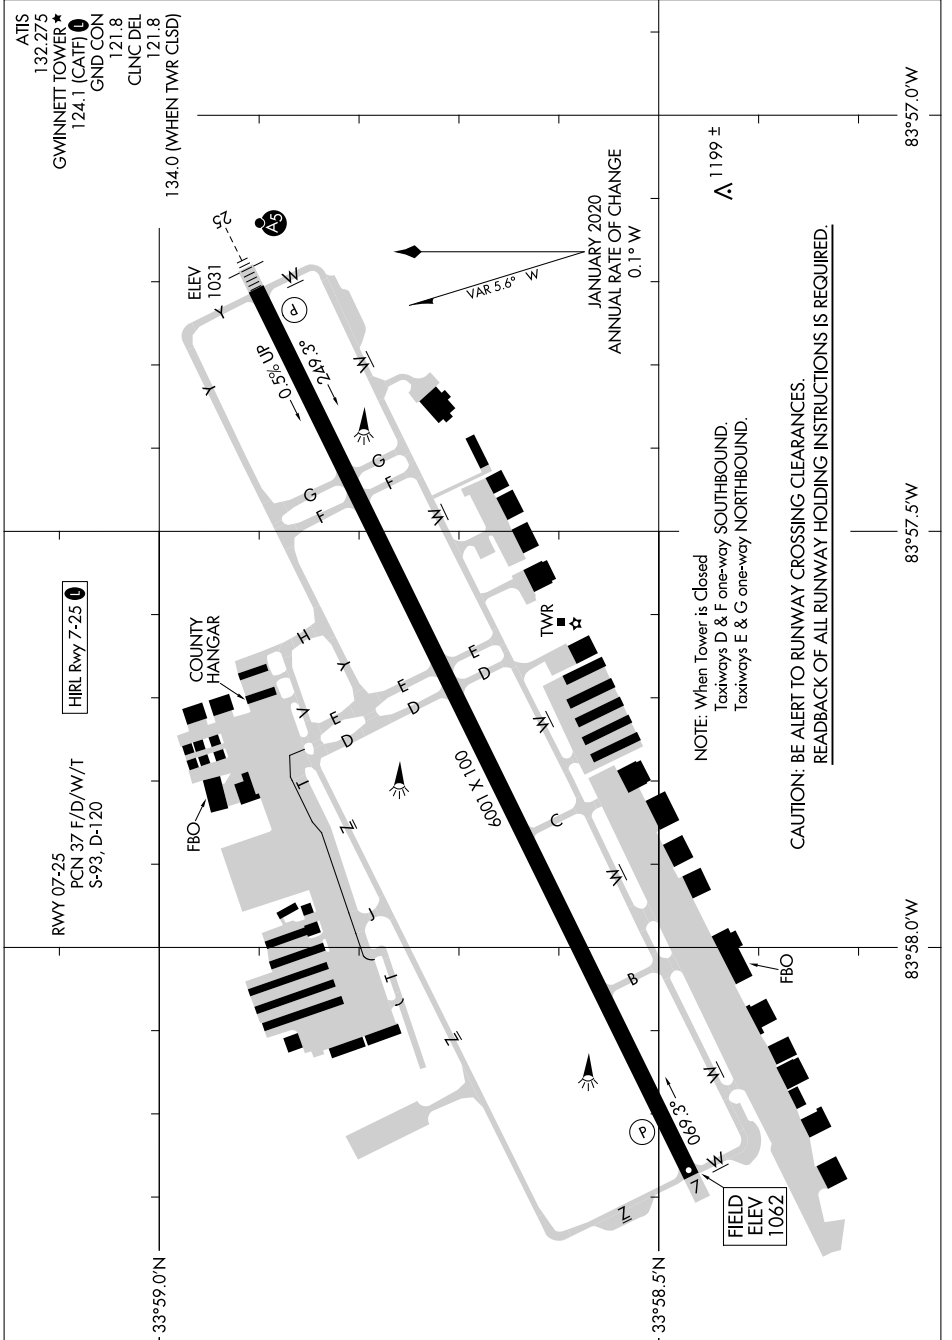 ATIS
132.275
GWINNETT TOWER ★
124.1 (CATF) L
GND CON
121.8
CLNC DEL
121.8
134.0 (WHEN TWR CLSD)
HIRL Rwy 7-25 L
RWY 07-25
PCN 37 F/D/W/T
S-93, D-120
83°57.0'W
83°57.5'W
83°58.0'W
33°59.0'N
33°58.5'N
25
A5
ELEV
1031
Y
W
P
Y
0.5% UP
249.3°
W
G
F
G
F
W
JANUARY 2020
ANNUAL RATE OF CHANGE
0.1° W
VAR 5.6° W
1199 ±
COUNTY
HANGAR
H
Y
A
E
D
E
D
E
D
TWR
W
FBO
I
Z
6001 X 100
C
W
J
I
J
Z
B
FBO
W
P
069.3°
7
W
Z
FIELD
ELEV
1062
NOTE: When Tower is Closed
Taxiways D & F one-way SOUTHBOUND.
Taxiways E & G one-way NORTHBOUND.
CAUTION: BE ALERT TO RUNWAY CROSSING CLEARANCES.
READBACK OF ALL RUNWAY HOLDING INSTRUCTIONS IS REQUIRED.